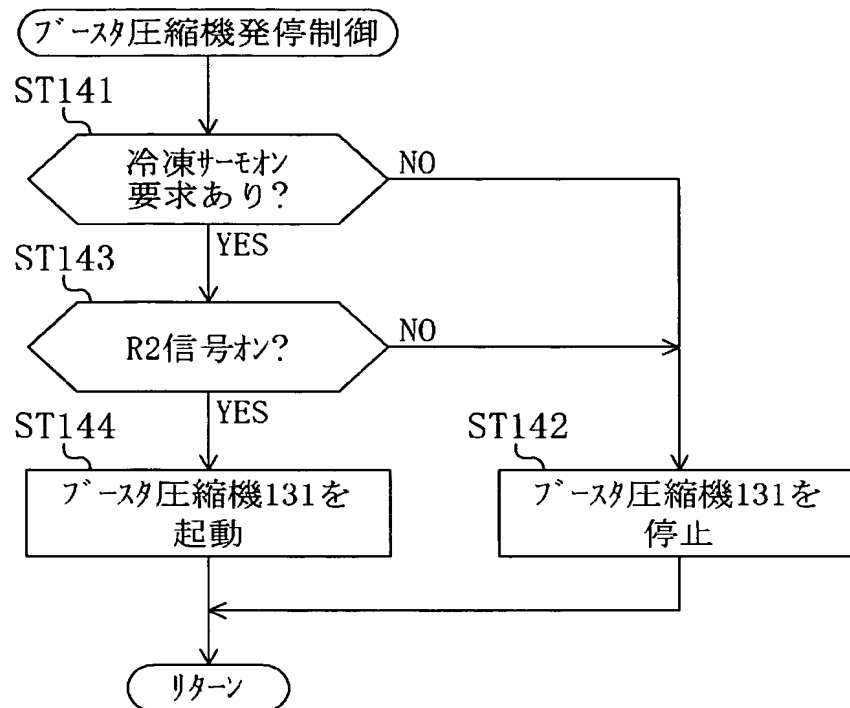 ブースタ圧縮機発停制御
ST141
冷凍サーモオン
要求あり?
NO
YES
ST143
R2信号オン?
NO
YES
ST144
ST142
ブースタ圧縮機131を
起動
ブースタ圧縮機131を
停止
リターン